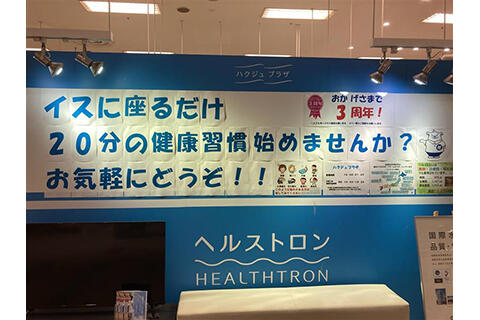 ハクジュ プラザ
イスに座るだけ
20分の健康習慣始めませんか？
お気軽にどうぞ！！
おかげさまで
3周年！
3周年
ハクジュプラザ
ヘルストロン
HEALTHTRON
国際
品質・